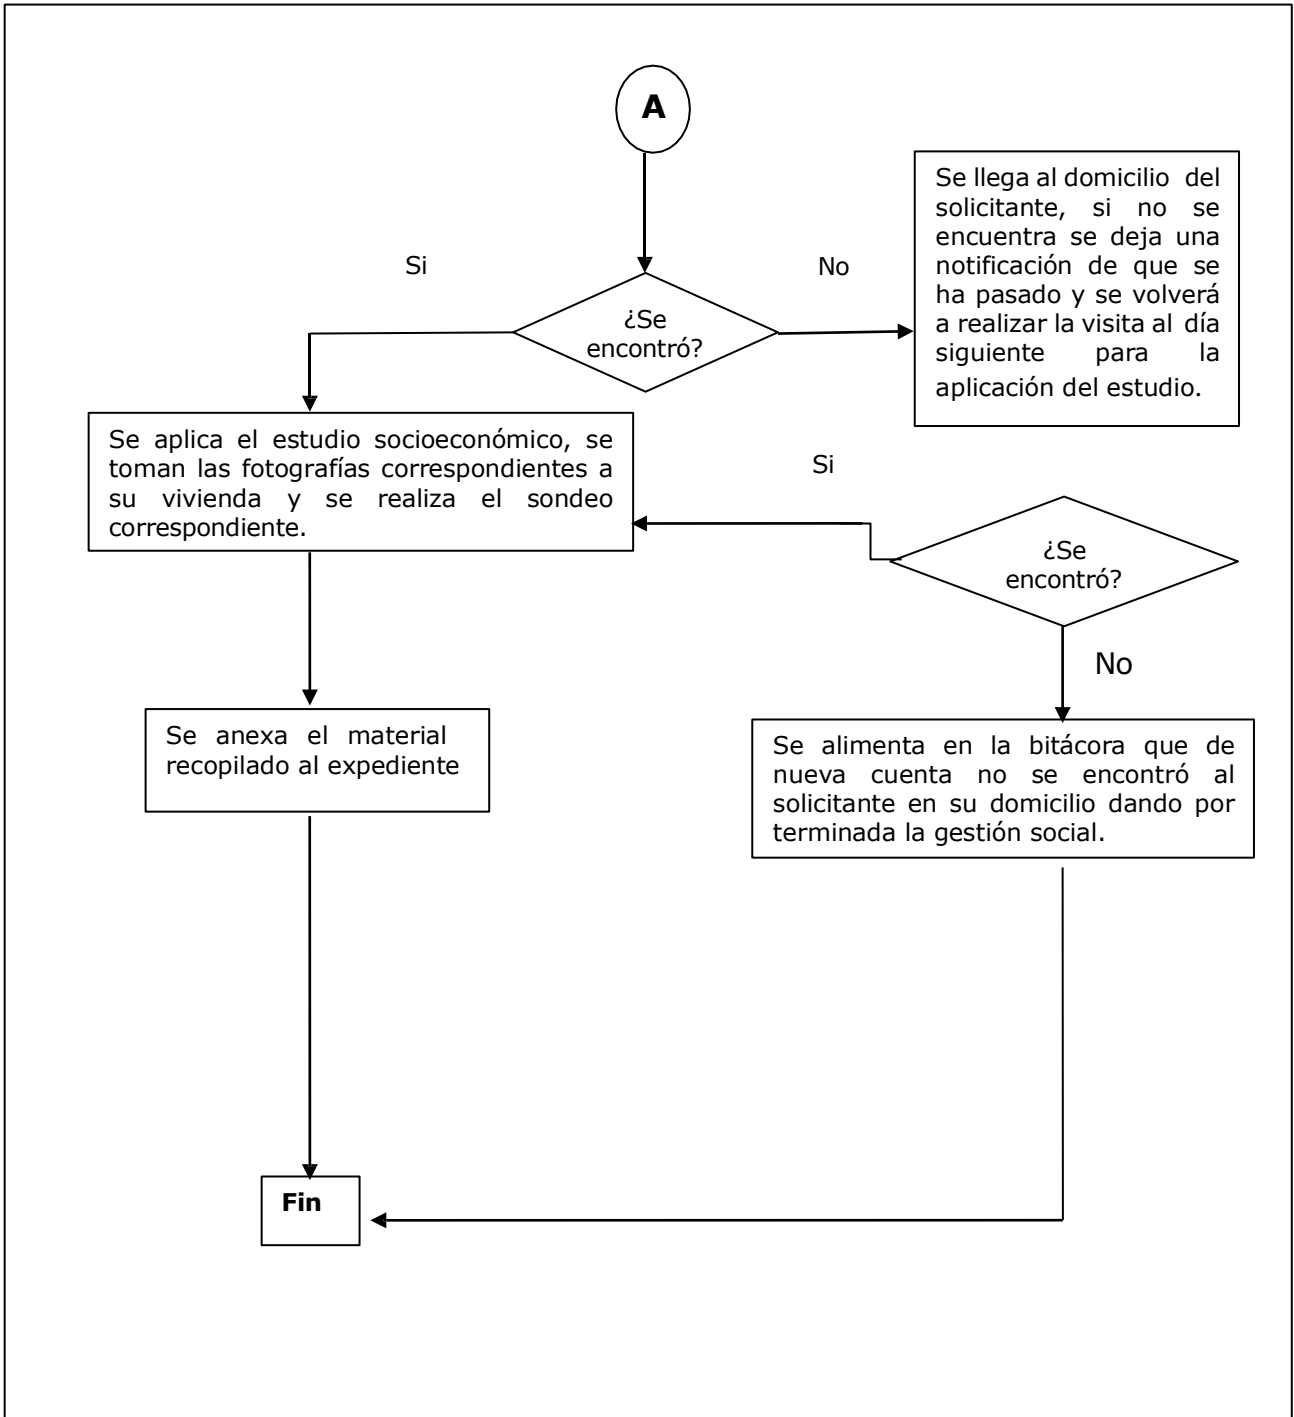 A
Se llega al domicilio del
solicitante, si no se
encuentra se deja una
notificación de que se
ha pasado y se volverá
a realizar la visita al día
siguiente para la
aplicación del estudio.
Si
No
¿Se
encontró?
Se aplica el estudio socioeconómico, se
toman las fotografías correspondientes a
su vivienda y se realiza el sondeo
correspondiente.
Si
¿Se
encontró?
No
Se anexa el material
recopilado al expediente
Se alimenta en la bitácora que de
nueva cuenta no se encontró al
solicitante en su domicilio dando por
terminada la gestión social.
Fin